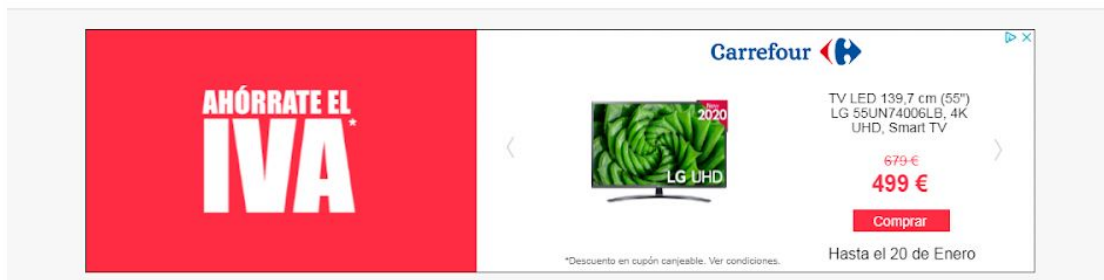 AHÓRRATE EL
IVA*
Carrefour
New
2020
LG UHD
TV LED 139,7 cm (55")
LG 55UN74006LB, 4K
UHD, Smart TV
679 €
499 €
Comprar
*Descuento en cupón canjeable. Ver condiciones.
Hasta el 20 de Enero